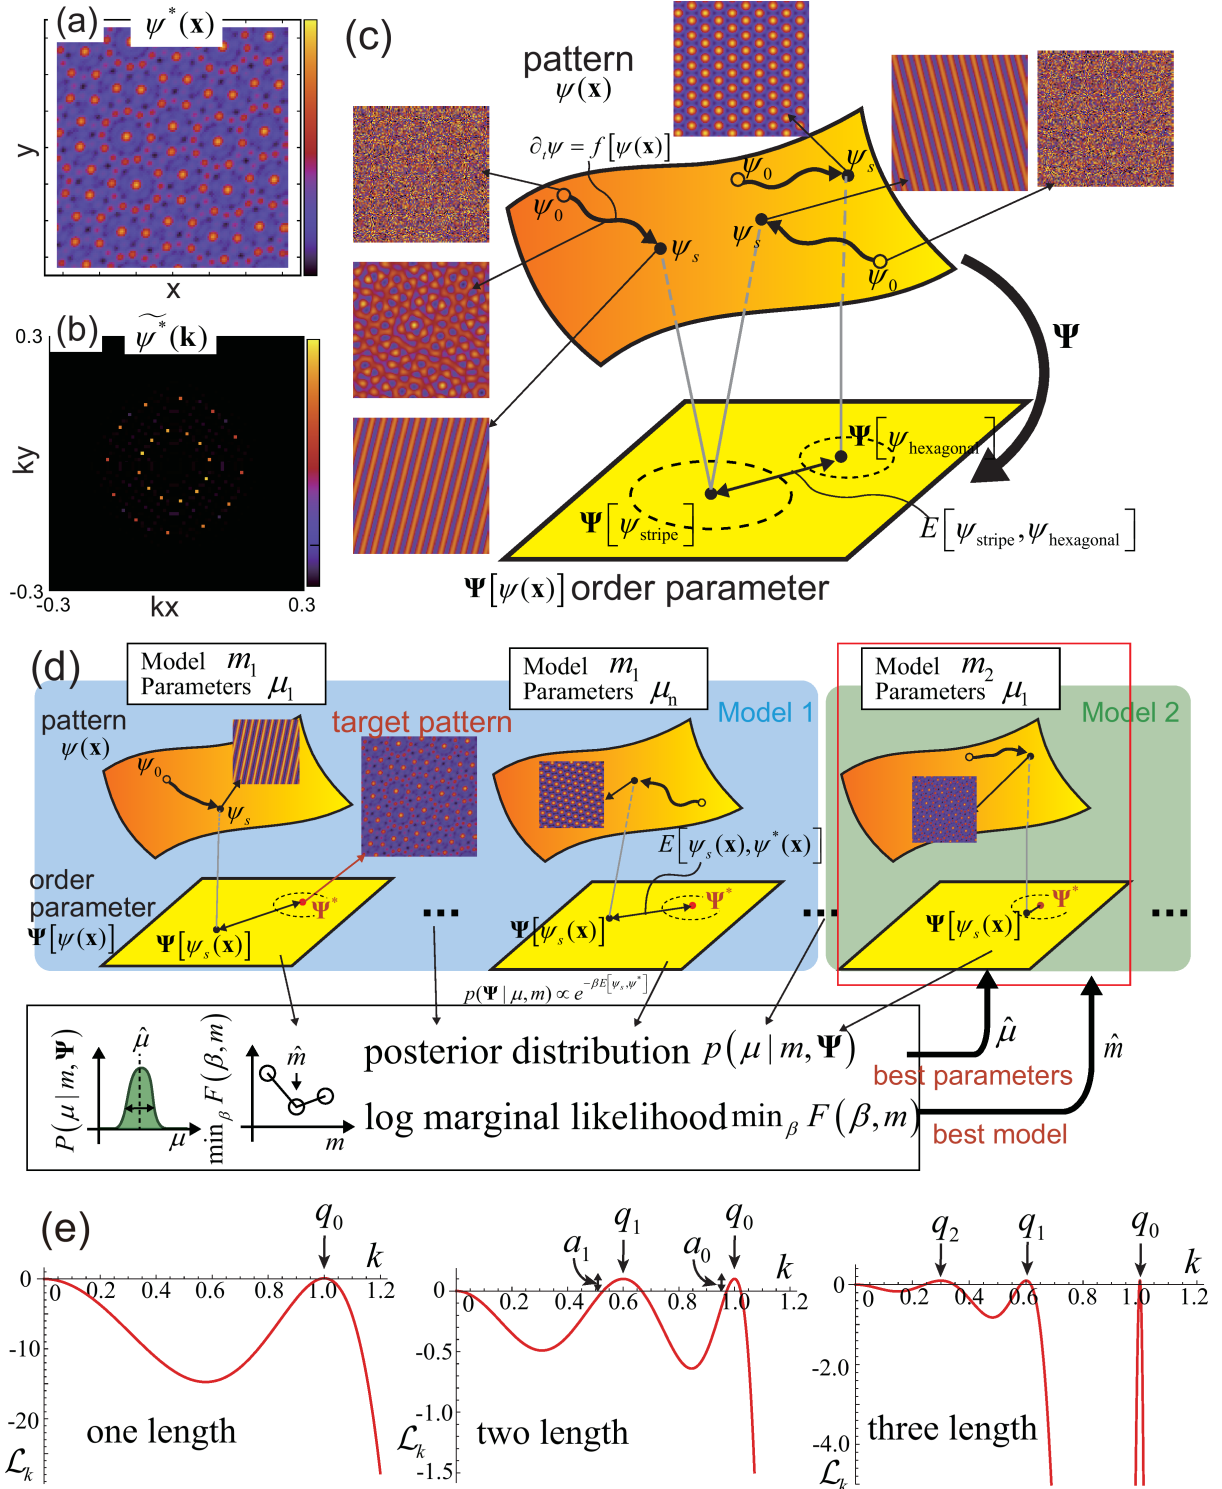 (a)
ψ*(x)
y
x
(b)
ψ̃*(k)
0.3
ky
-0.3
-0.3
kx
0.3
(c)
pattern
ψ(x)
∂ₜψ = f[ψ(x)]
ψ₀
ψₛ
ψ₀
ψₛ
ψₛ
ψ₀
Ψ
Ψ[ψ_hexagonal]
Ψ[ψ_stripe]
E[ψ_stripe, ψ_hexagonal]
Ψ[ψ(x)] order parameter
(d)
Model m₁
Parameters μ₁
Model m₁
Parameters μₙ
Model m₂
Parameters μ₁
Model 1
Model 2
pattern
ψ(x)
target pattern
ψ₀
ψₛ
E[ψₛ(x), ψ*(x)]
order
parameter
Ψ[ψ(x)]
Ψ*
Ψ[ψₛ(x)]
...
Ψ*
Ψ[ψₛ(x)]
...
Ψ*
Ψ[ψₛ(x)]
...
p(Ψ | μ, m) ∝ e^{-βE[ψₛ, ψ*]}
P(μ | m, Ψ)
μ̂
μ
min_β F(β, m)
m̂
m
posterior distribution p(μ | m, Ψ)
log marginal likelihood min_β F(β, m)
μ̂
best parameters
m̂
best model
(e)
q₀
k
0
0 0.2 0.4 0.6 0.8 1.0 1.2
-10
-20
ℒₖ
one length
a₁
q₁
a₀
q₀
k
0
0 0.2 0.4 0.6 0.8 1.0 1.2
-0.5
-1.0
-1.5
ℒₖ
two length
q₂
q₁
q₀
k
0
0 0.2 0.4 0.6 0.8 1.0 1.2
-2.0
-4.0
ℒₖ
three length